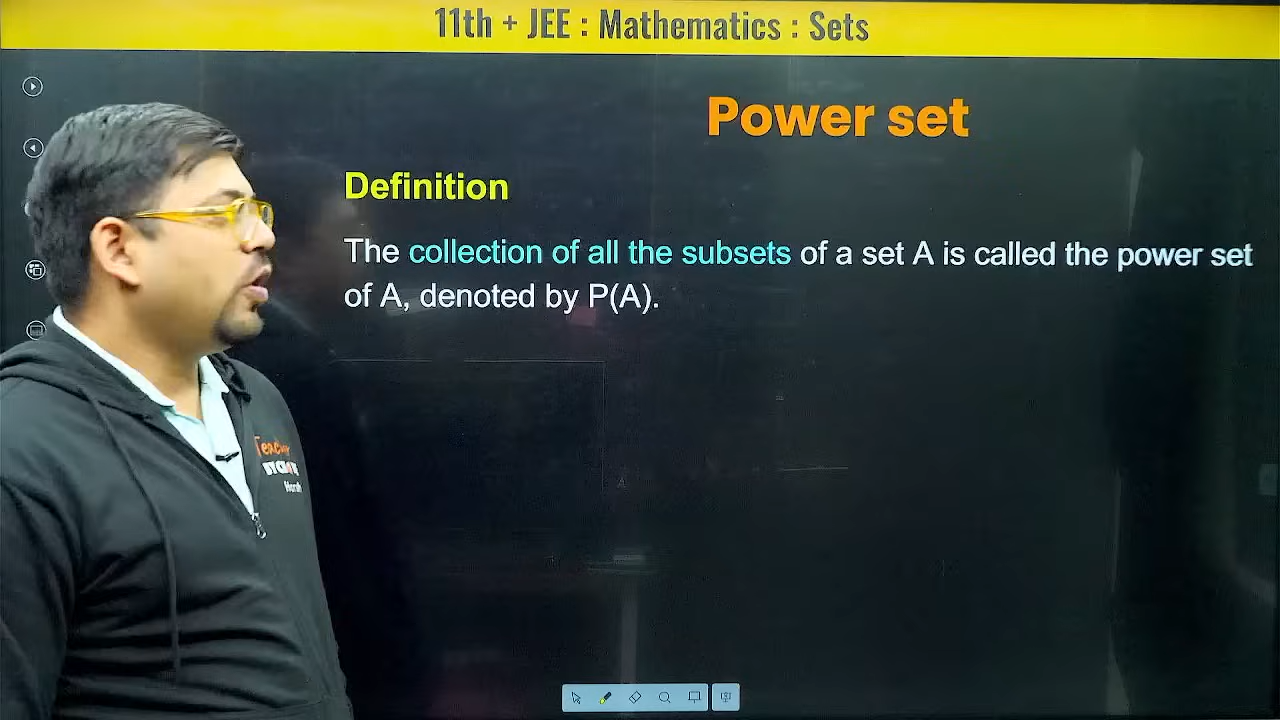 11th + JEE : Mathematics : Sets
Power set
Definition
The collection of all the subsets of a set A is called the power set
of A, denoted by P(A).